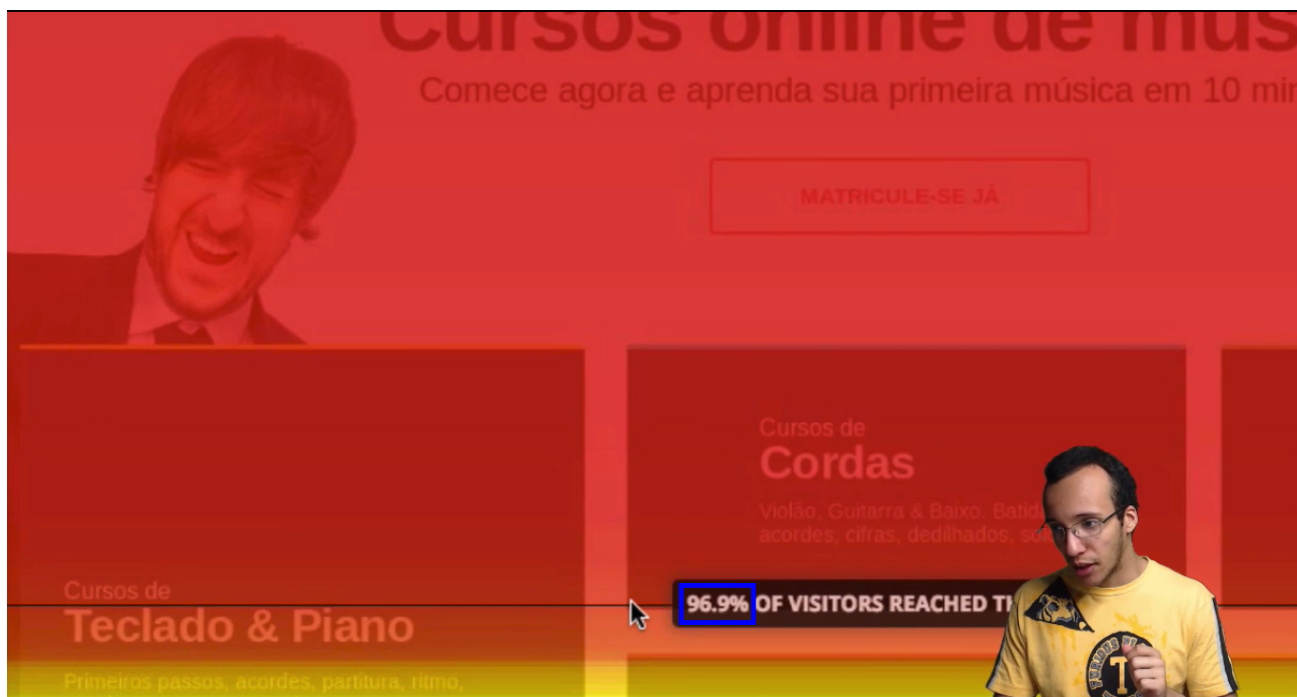 Cursos online de mús
Comece agora e aprenda sua primeira música em 10 min
MATRICULE-SE JÁ
Cursos de
Cordas
Violão, Guitarra & Baixo. Batid
acordes, cifras, dedilhados, sol
Cursos de
Teclado & Piano
Primeiros passos, acordes, partitura, ritmo,
96.9% OF VISITORS REACHED